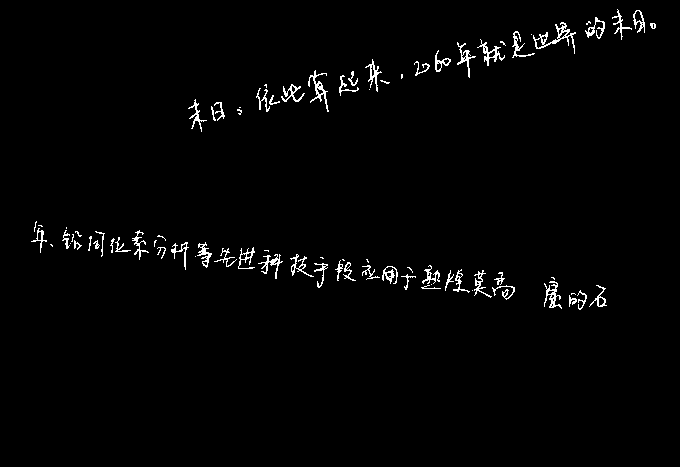 末日。依此算起来，2060年就是世界的末日。
年、铅同位素分析等先进科技手段应用于敦煌莫高窟的石